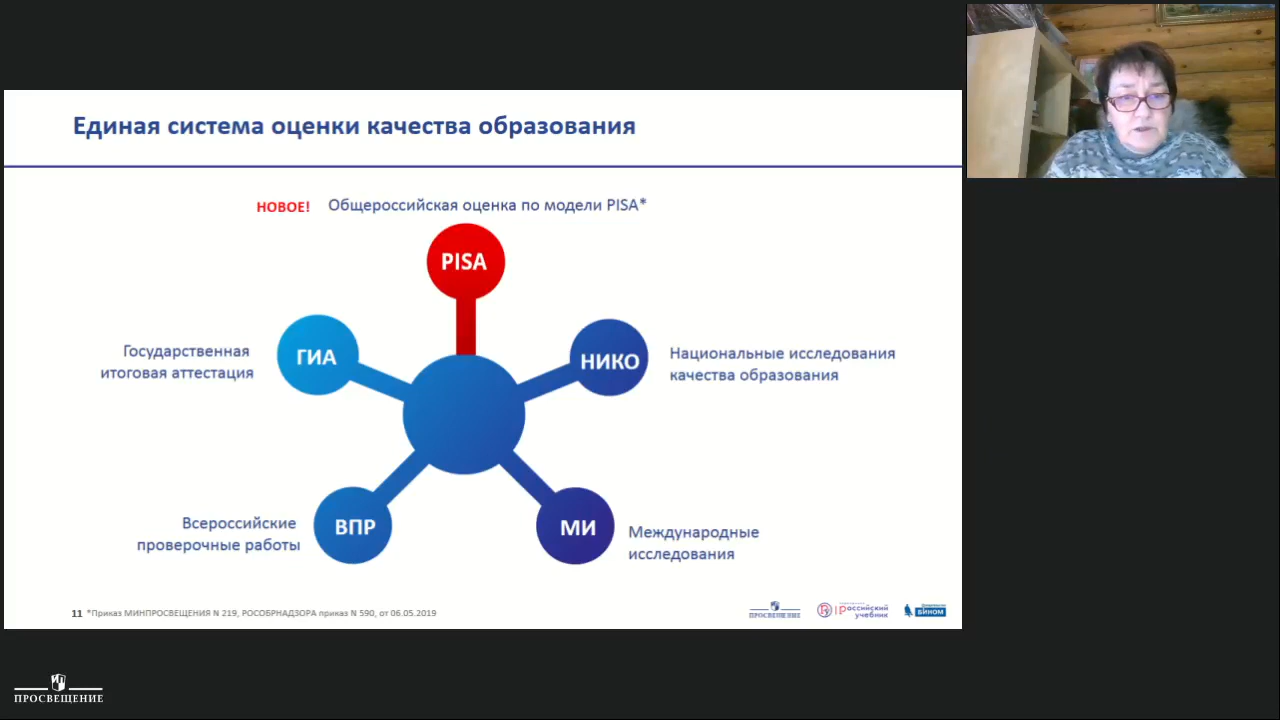 Единая система оценки качества образования
НОВОЕ! Общероссийская оценка по модели PISA*
PISA
Государственная
итоговая аттестация
ГИА
НИКО
Национальные исследования
качества образования
Всероссийские
проверочные работы
ВПР
МИ
Международные
исследования
11 *Приказ МИНПРОСВЕЩЕНИЯ N 219, РОСОБРНАДЗОРА приказ N 590, от 06.05.2019
ПРОСВЕЩЕНИЕ
российский
учебник
БИНОМ
ПРОСВЕЩЕНИЕ